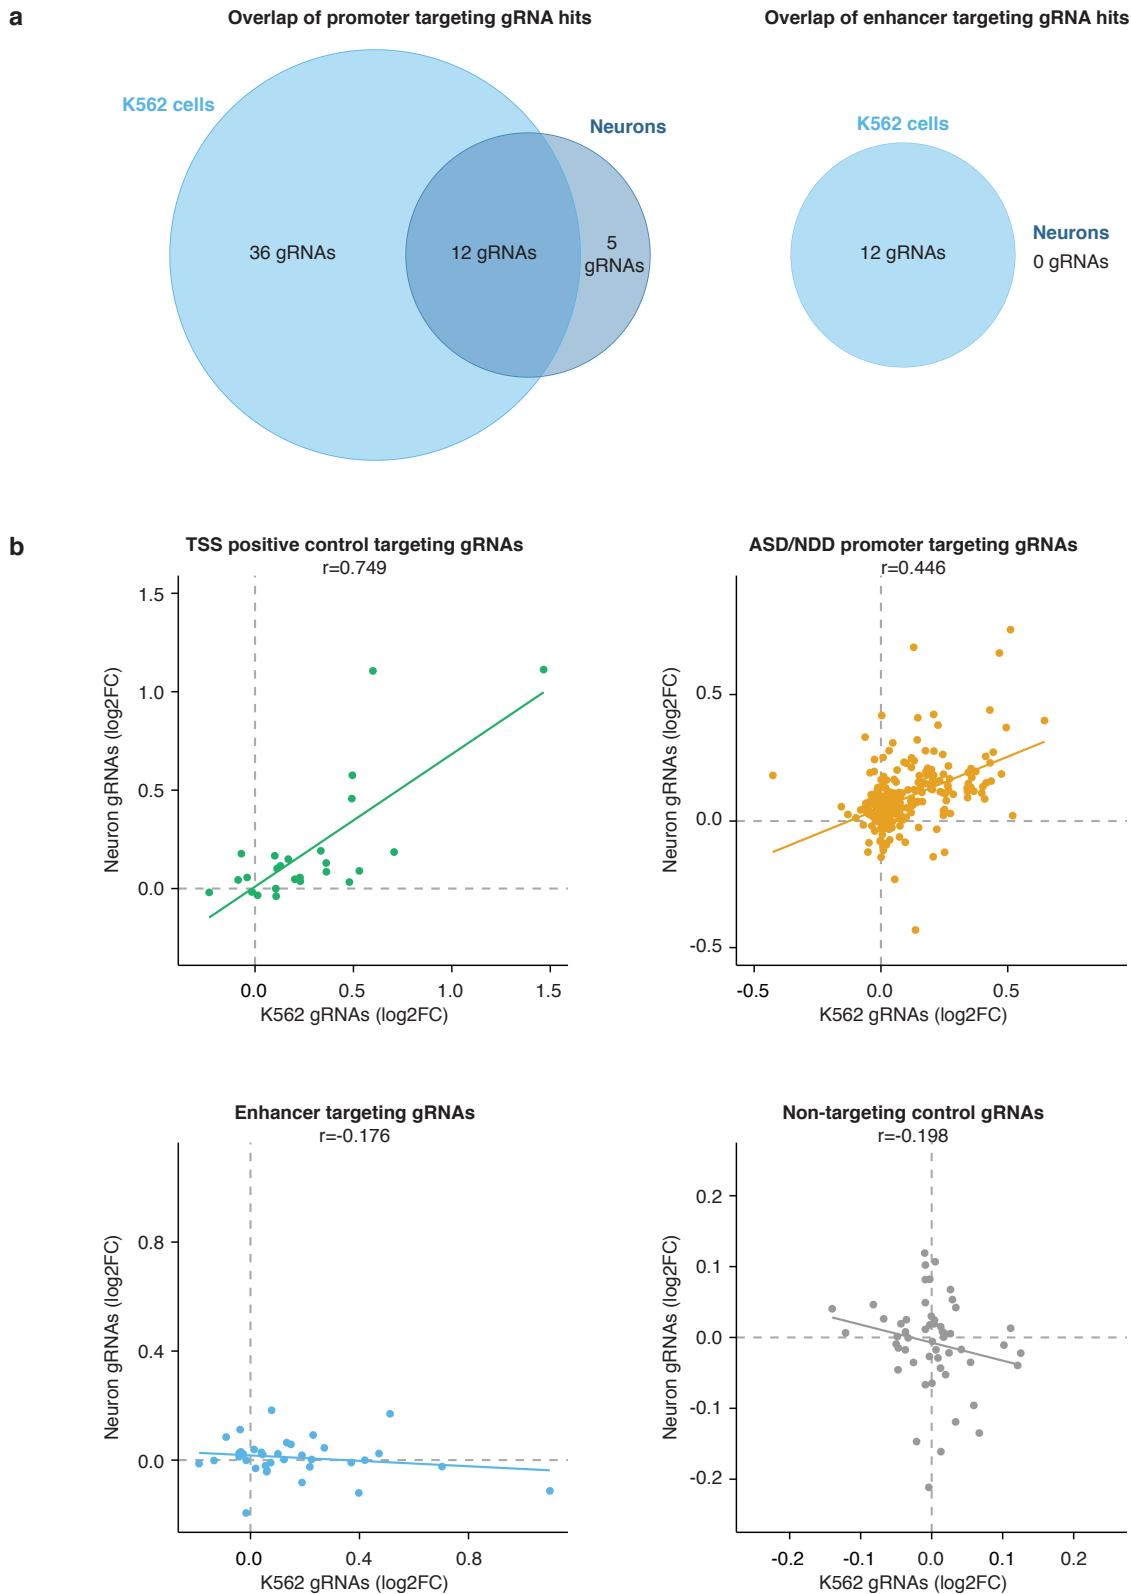 a
Overlap of promoter targeting gRNA hits
Overlap of enhancer targeting gRNA hits
K562 cells
Neurons
36 gRNAs
12 gRNAs
5
gRNAs
K562 cells
12 gRNAs
Neurons
0 gRNAs
b
TSS positive control targeting gRNAs
r=0.749
Neuron gRNAs (log2FC)
1.5
1.0
0.5
0.0
0.0 0.5 1.0 1.5
K562 gRNAs (log2FC)
ASD/NDD promoter targeting gRNAs
r=0.446
Neuron gRNAs (log2FC)
0.5
0.0
-0.5
-0.5 0.0 0.5
K562 gRNAs (log2FC)
Enhancer targeting gRNAs
r=-0.176
Neuron gRNAs (log2FC)
0.8
0.4
0.0
0.0 0.4 0.8
K562 gRNAs (log2FC)
Non-targeting control gRNAs
r=-0.198
Neuron gRNAs (log2FC)
0.2
0.1
0.0
-0.1
-0.2
-0.2 -0.1 0.0 0.1 0.2
K562 gRNAs (log2FC)